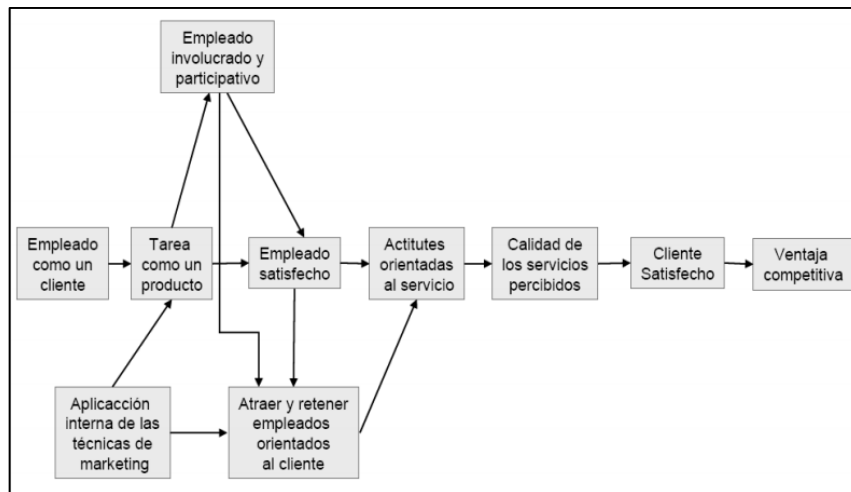 Empleado
involucrado y
participativo
Empleado
como un
cliente
Tarea
como un
producto
Empleado
satisfecho
Actitutes
orientadas
al servicio
Calidad de
los servicios
percibidos
Cliente
Satisfecho
Ventaja
competitiva
Aplicacción
interna de las
técnicas de
marketing
Atraer y retener
empleados
orientados
al cliente